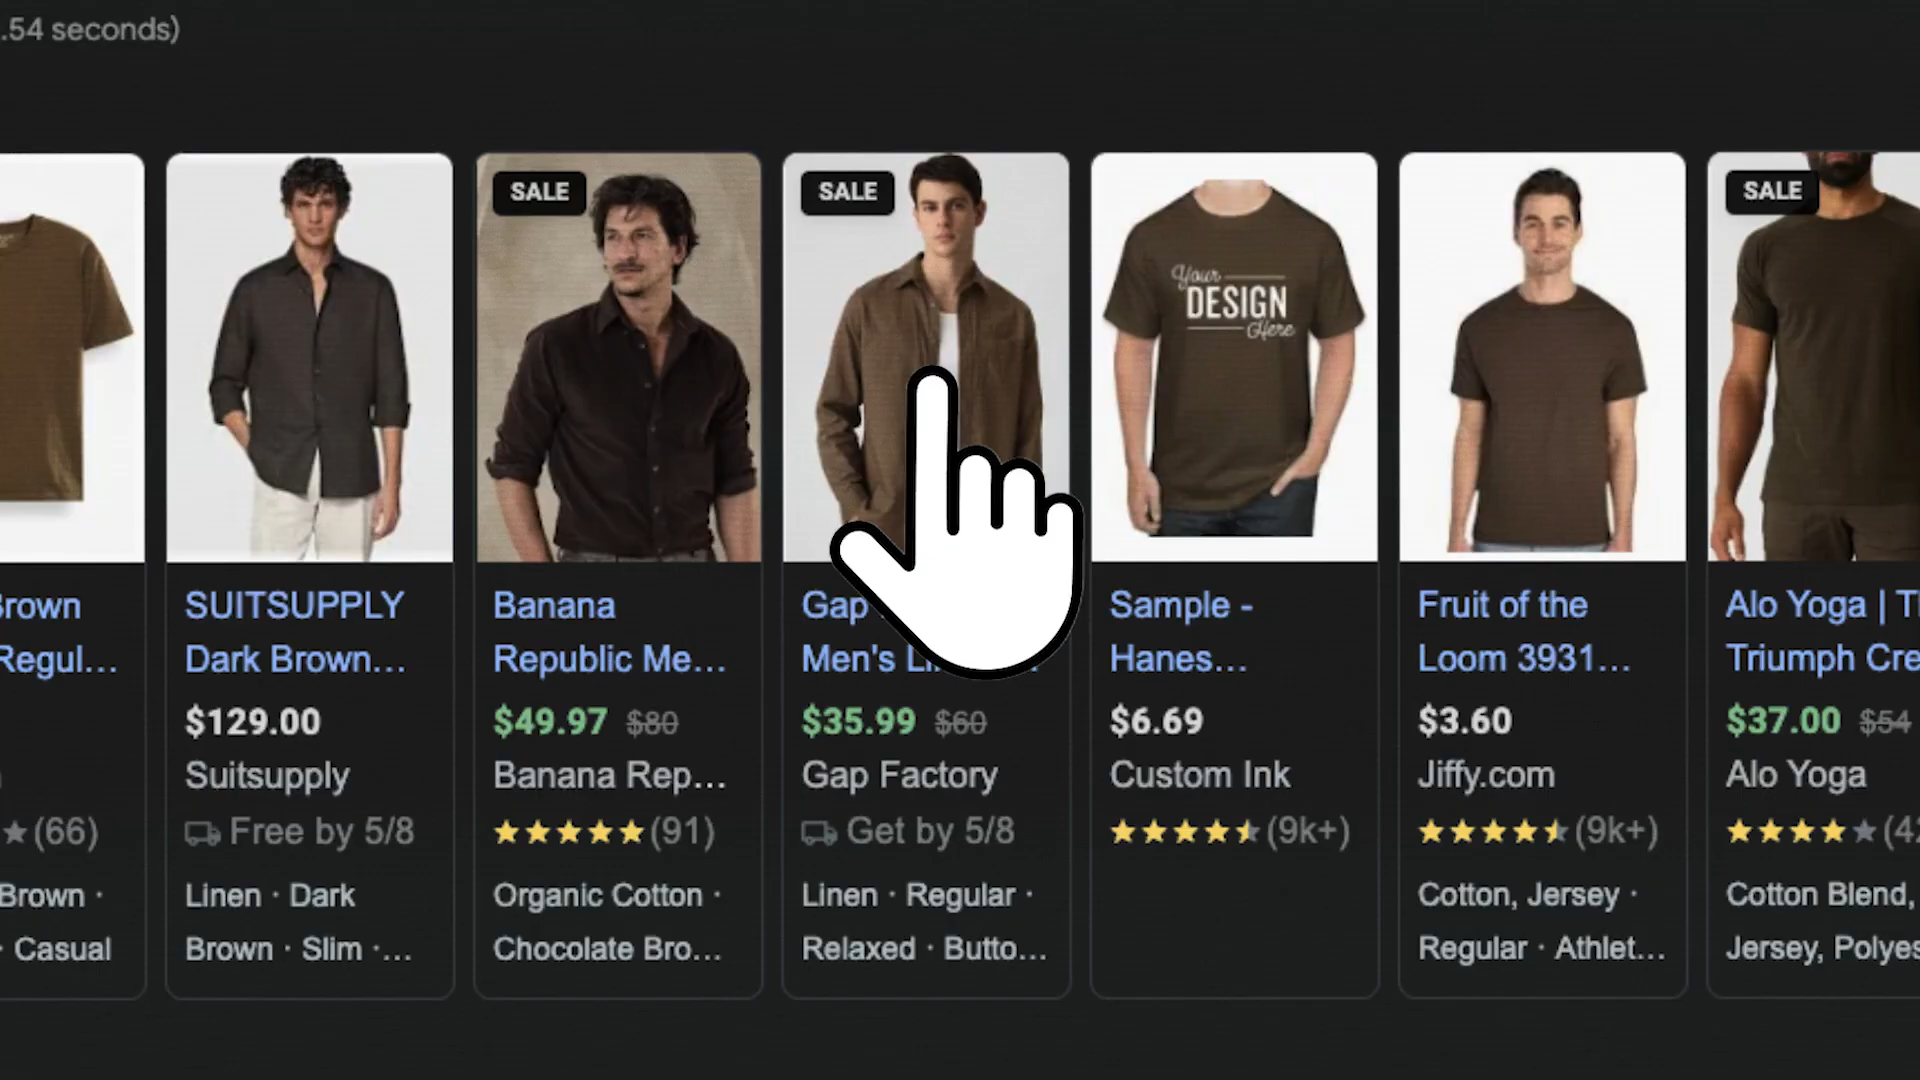 .54 seconds)
Brown
Regul...
(66)
Brown ·
· Casual
SUITSUPPLY
Dark Brown...
$129.00
Suitsupply
Free by 5/8
Linen · Dark
Brown · Slim ·...
SALE
Banana
Republic Me...
$49.97 $80
Banana Rep...
(91)
Organic Cotton ·
Chocolate Bro...
SALE
Gap
Men's
$35.99 $60
Gap Factory
Get by 5/8
Linen · Regular ·
Relaxed · Butto...
Your
DESIGN
Here
Sample -
Hanes...
$6.69
Custom Ink
(9k+)
Fruit of the
Loom 3931...
$3.60
Jiffy.com
(9k+)
Cotton, Jersey ·
Regular · Athlet...
SALE
Alo Yoga |
Triumph Cre
$37.00 $54
Alo Yoga
(42
Cotton Blend,
Jersey, Polyes